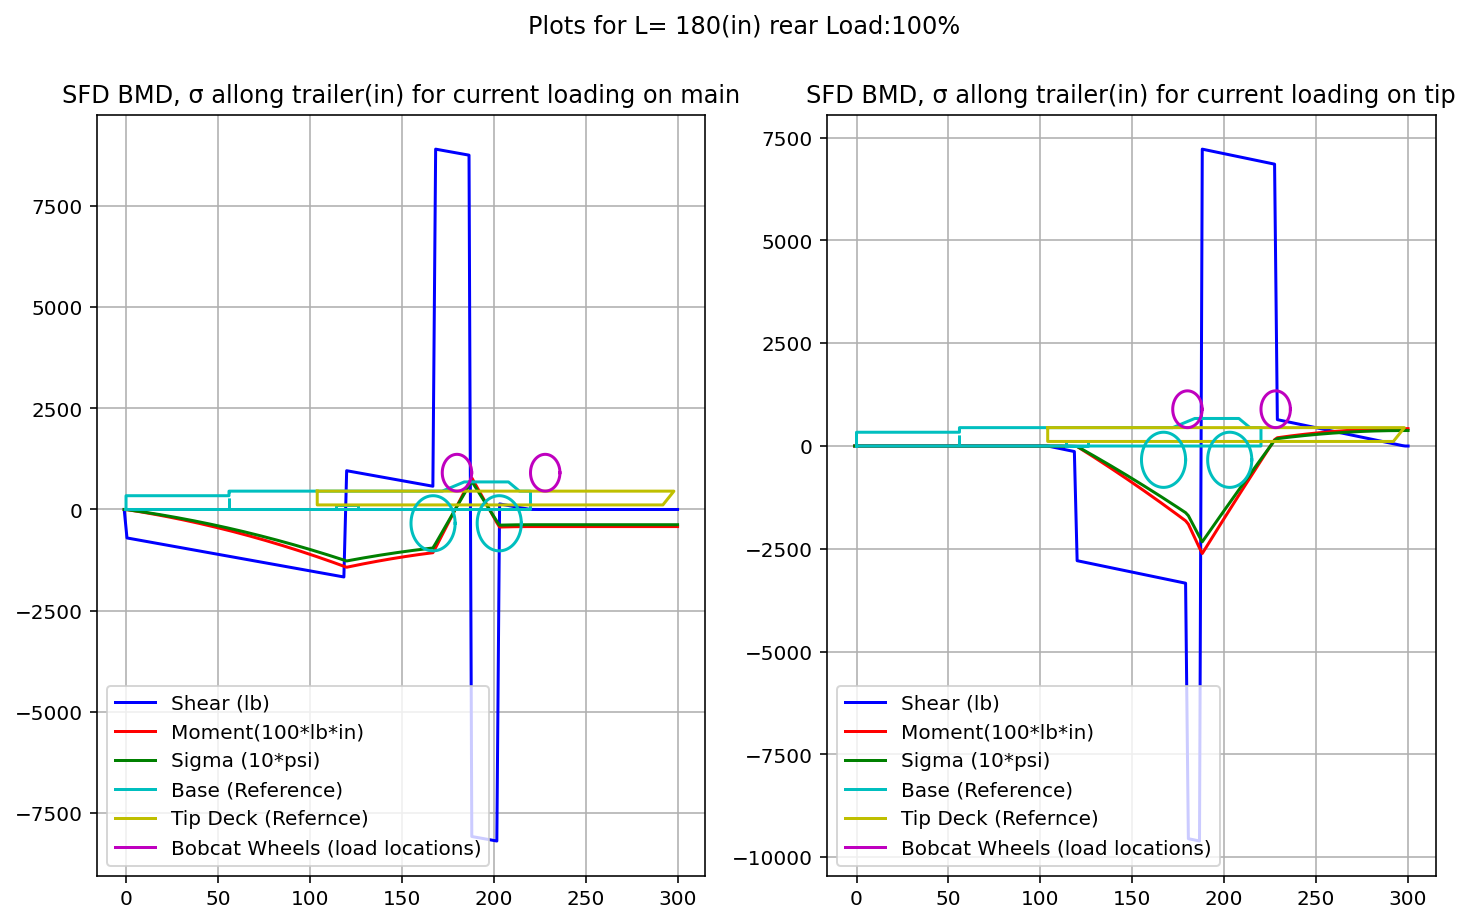 Plots for L= 180(in) rear Load:100%
SFD BMD, σ allong trailer(in) for current loading on main
7500
5000
2500
0
−2500
−5000
−7500
0 50 100 150 200 250 300
Shear (lb)
Moment(100*lb*in)
Sigma (10*psi)
Base (Reference)
Tip Deck (Refernce)
Bobcat Wheels (load locations)
SFD BMD, σ allong trailer(in) for current loading on tip
7500
5000
2500
0
−2500
−5000
−7500
−10000
0 50 100 150 200 250 300
Shear (lb)
Moment(100*lb*in)
Sigma (10*psi)
Base (Reference)
Tip Deck (Refernce)
Bobcat Wheels (load locations)